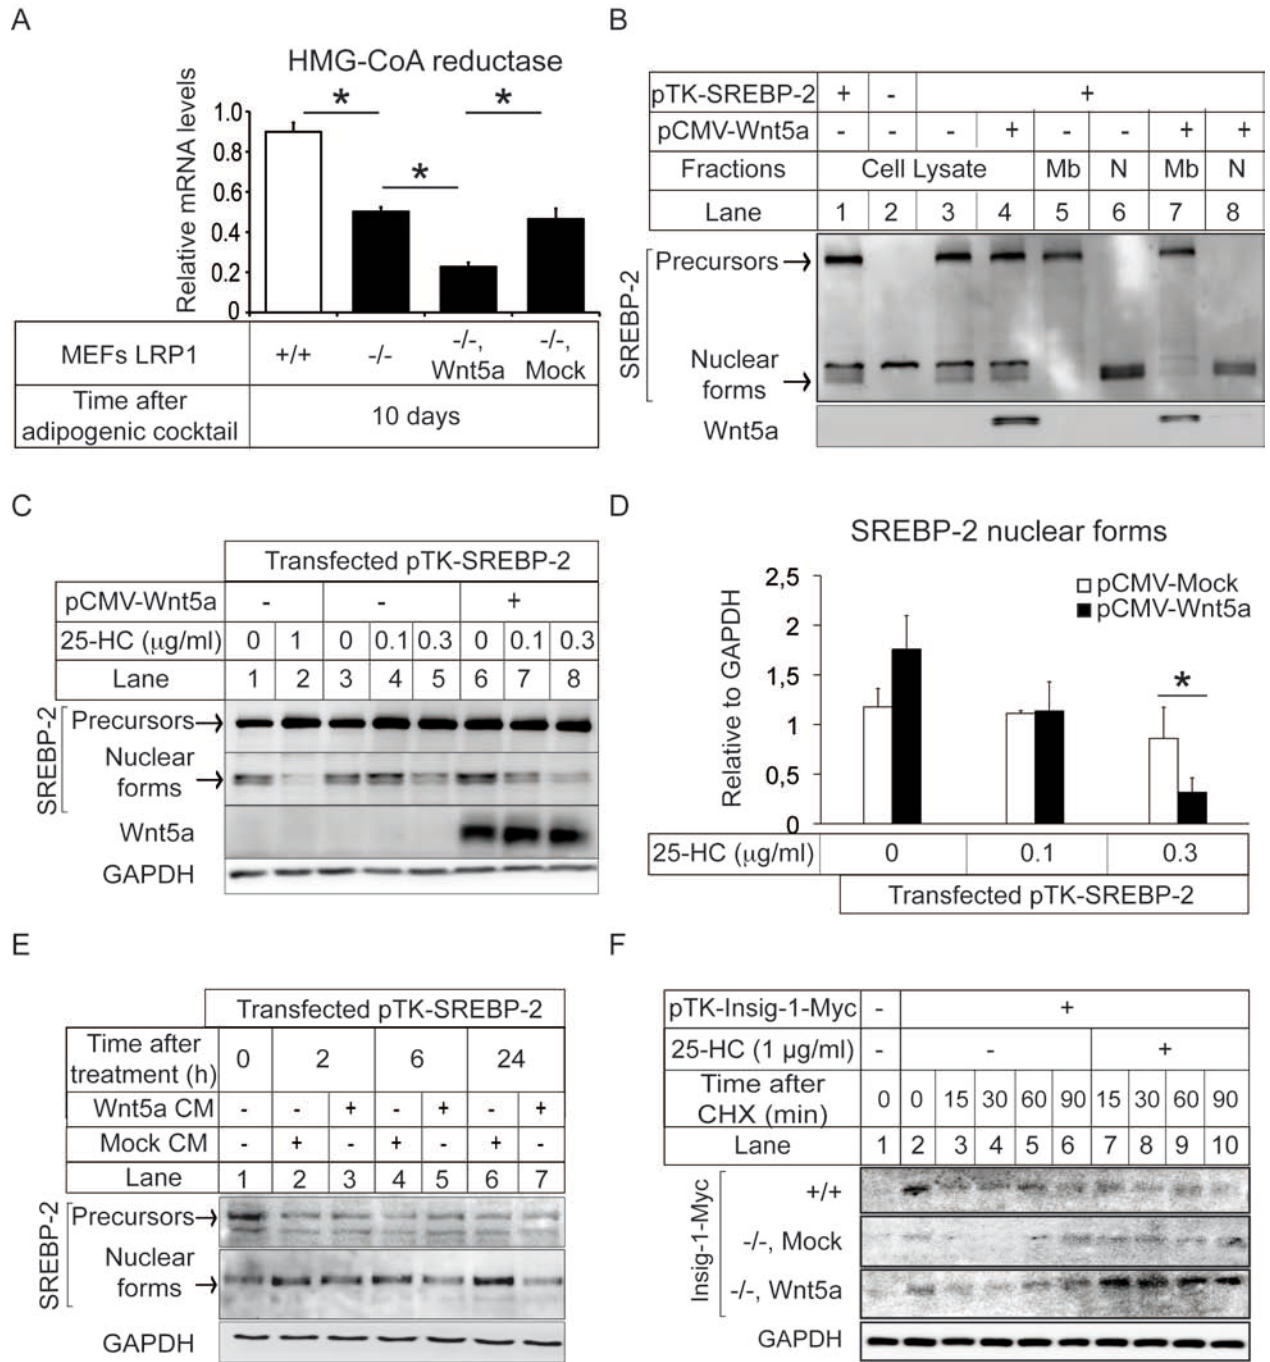 A
HMG-CoA reductase
Relative mRNA levels
1.0
0.8
0.6
0.4
0.2
0
*
*
*
MEFs LRP1 +/+ -/- -/-, Wnt5a -/-, Mock
Time after adipogenic cocktail 10 days
B
pTK-SREBP-2 + - +
pCMV-Wnt5a - - - + - - + +
Fractions Cell Lysate Mb N Mb N
Lane 1 2 3 4 5 6 7 8
SREBP-2
Precursors→
Nuclear forms →
Wnt5a
C
Transfected pTK-SREBP-2
pCMV-Wnt5a - - +
25-HC (µg/ml) 0 1 0 0.1 0.3 0 0.1 0.3
Lane 1 2 3 4 5 6 7 8
SREBP-2
Precursors→
Nuclear forms →
Wnt5a
GAPDH
D
SREBP-2 nuclear forms
Relative to GAPDH
2,5
2
1,5
1
0,5
0
pCMV-Mock
pCMV-Wnt5a
*
25-HC (µg/ml) 0 0.1 0.3
Transfected pTK-SREBP-2
E
Transfected pTK-SREBP-2
Time after treatment (h) 0 2 6 24
Wnt5a CM - - + - + - +
Mock CM - + - + - + -
Lane 1 2 3 4 5 6 7
SREBP-2
Precursors→
Nuclear forms →
GAPDH
F
pTK-Insig-1-Myc - +
25-HC (1 µg/ml) - - +
Time after CHX (min) 0 0 15 30 60 90 15 30 60 90
Lane 1 2 3 4 5 6 7 8 9 10
Insig-1-Myc
+/+
-/-, Mock
-/-, Wnt5a
GAPDH